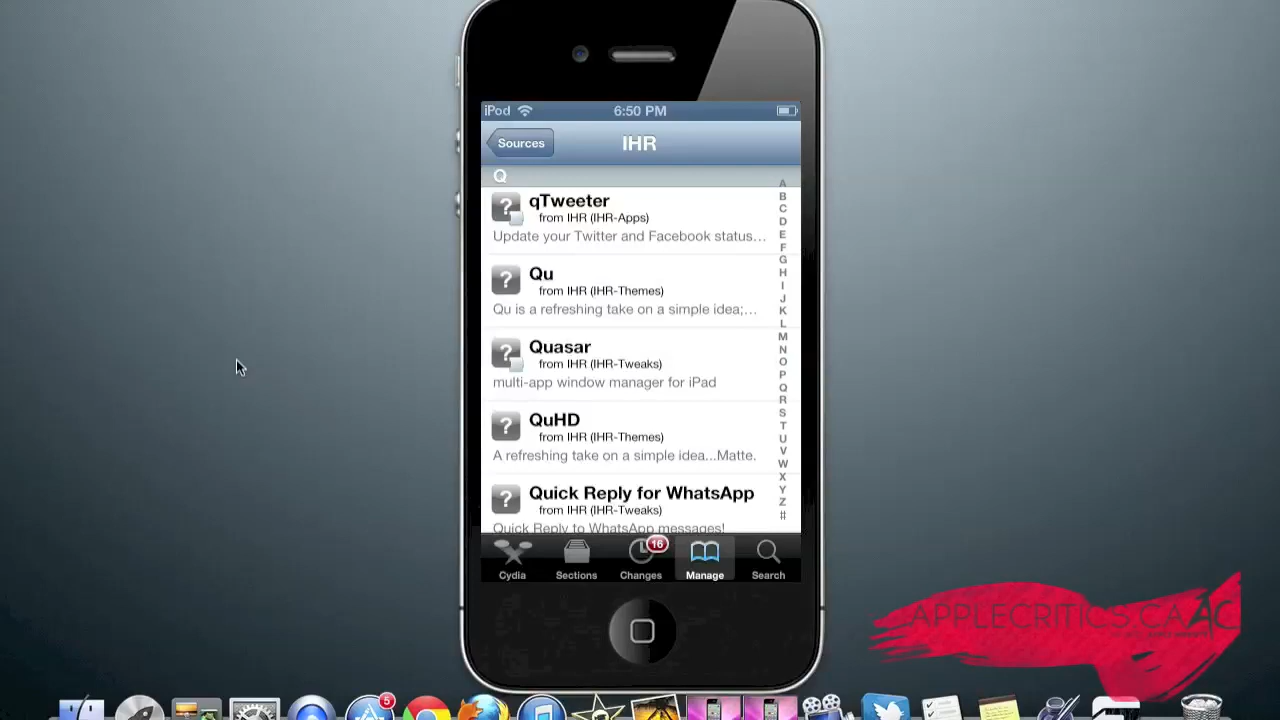 iPod 6:50 PM
Sources IHR
Q
qTweeter
from IHR (IHR-Apps)
Update your Twitter and Facebook status...
Qu
from IHR (IHR-Themes)
Qu is a refreshing take on a simple idea;...
Quasar
from IHR (IHR-Tweaks)
multi-app window manager for iPad
QuHD
from IHR (IHR-Themes)
A refreshing take on a simple idea...Matte.
Quick Reply for WhatsApp
from IHR (IHR-Tweaks)
Quick Reply to WhatsApp messages!
A
B
C
D
E
F
G
H
I
J
K
L
M
N
O
P
Q
R
S
T
U
V
W
X
Y
Z
#
16
Cydia Sections Changes Manage Search
APPLECRITICS.CA AC
5